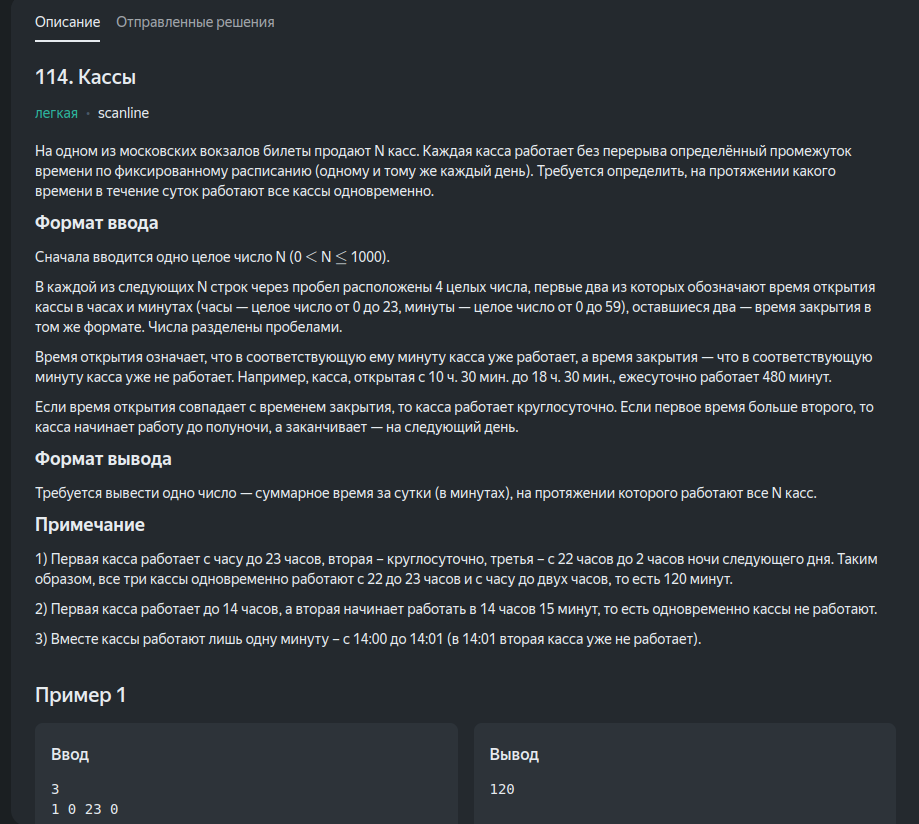 Описание Отправленные решения
114. Кассы
легкая · scanline
На одном из московских вокзалов билеты продают N касс. Каждая касса работает без перерыва определённый промежуток
времени по фиксированному расписанию (одному и тому же каждый день). Требуется определить, на протяжении какого
времени в течение суток работают все кассы одновременно.
Формат ввода
Сначала вводится одно целое число N (0 < N ≤ 1000).
В каждой из следующих N строк через пробел расположены 4 целых числа, первые два из которых обозначают время открытия
кассы в часах и минутах (часы — целое число от 0 до 23, минуты — целое число от 0 до 59), оставшиеся два — время закрытия в
том же формате. Числа разделены пробелами.
Время открытия означает, что в соответствующую ему минуту касса уже работает, а время закрытия — что в соответствующую
минуту касса уже не работает. Например, касса, открытая с 10 ч. 30 мин. до 18 ч. 30 мин., ежесуточно работает 480 минут.
Если время открытия совпадает с временем закрытия, то касса работает круглосуточно. Если первое время больше второго, то
касса начинает работу до полуночи, а заканчивает — на следующий день.
Формат вывода
Требуется вывести одно число — суммарное время за сутки (в минутах), на протяжении которого работают все N касс.
Примечание
1) Первая касса работает с часу до 23 часов, вторая – круглосуточно, третья – с 22 часов до 2 часов ночи следующего дня. Таким
образом, все три кассы одновременно работают с 22 до 23 часов и с часу до двух часов, то есть 120 минут.
2) Первая касса работает до 14 часов, а вторая начинает работать в 14 часов 15 минут, то есть одновременно кассы не работают.
3) Вместе кассы работают лишь одну минуту – с 14:00 до 14:01 (в 14:01 вторая касса уже не работает).
Пример 1
Ввод
3
1 0 23 0
Вывод
120